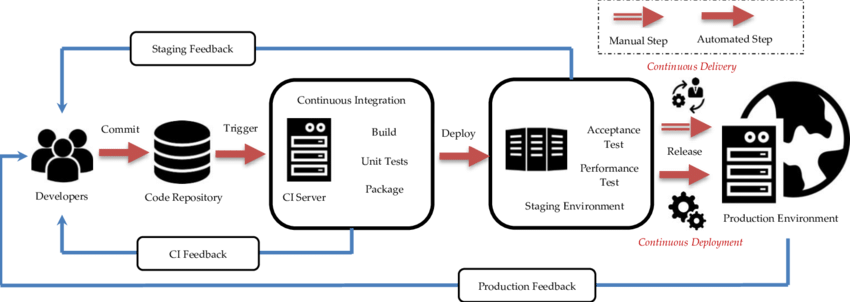 Staging Feedback
Manual Step
Automated Step
Continuous Delivery
Continuous Integration
Commit
Trigger
Build
Deploy
Acceptance
Test
Release
Unit Tests
Performance
Test
Developers
Code Repository
CI Server
Package
Staging Environment
Production Environment
Continuous Deployment
CI Feedback
Production Feedback